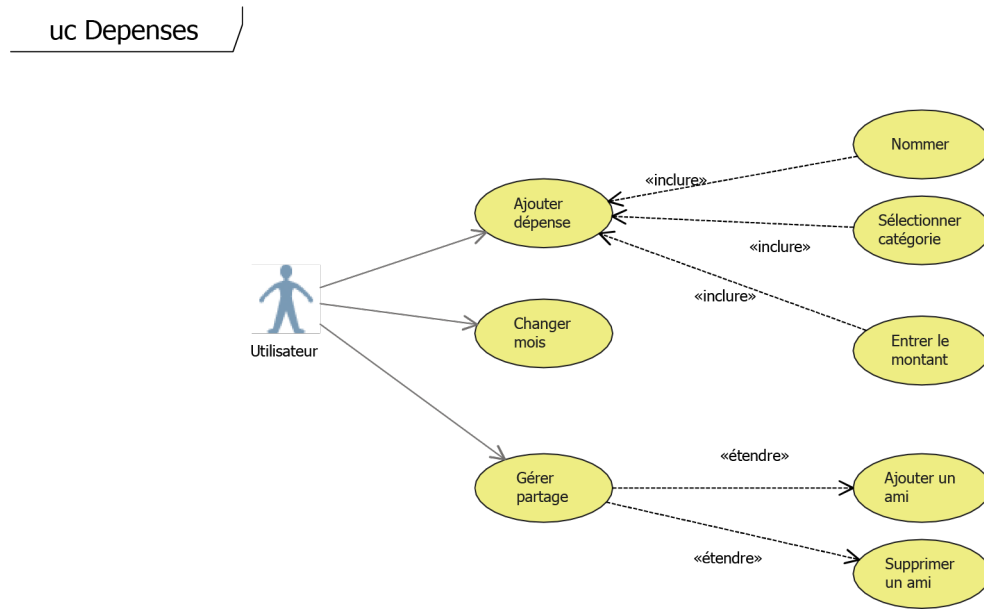 uc Depenses
Nommer
«inclure»
Ajouter
dépense
Sélectionner
catégorie
«inclure»
«inclure»
Utilisateur
Changer
mois
Entrer le
montant
«étendre»
Gérer
partage
Ajouter un
ami
«étendre»
Supprimer
un ami